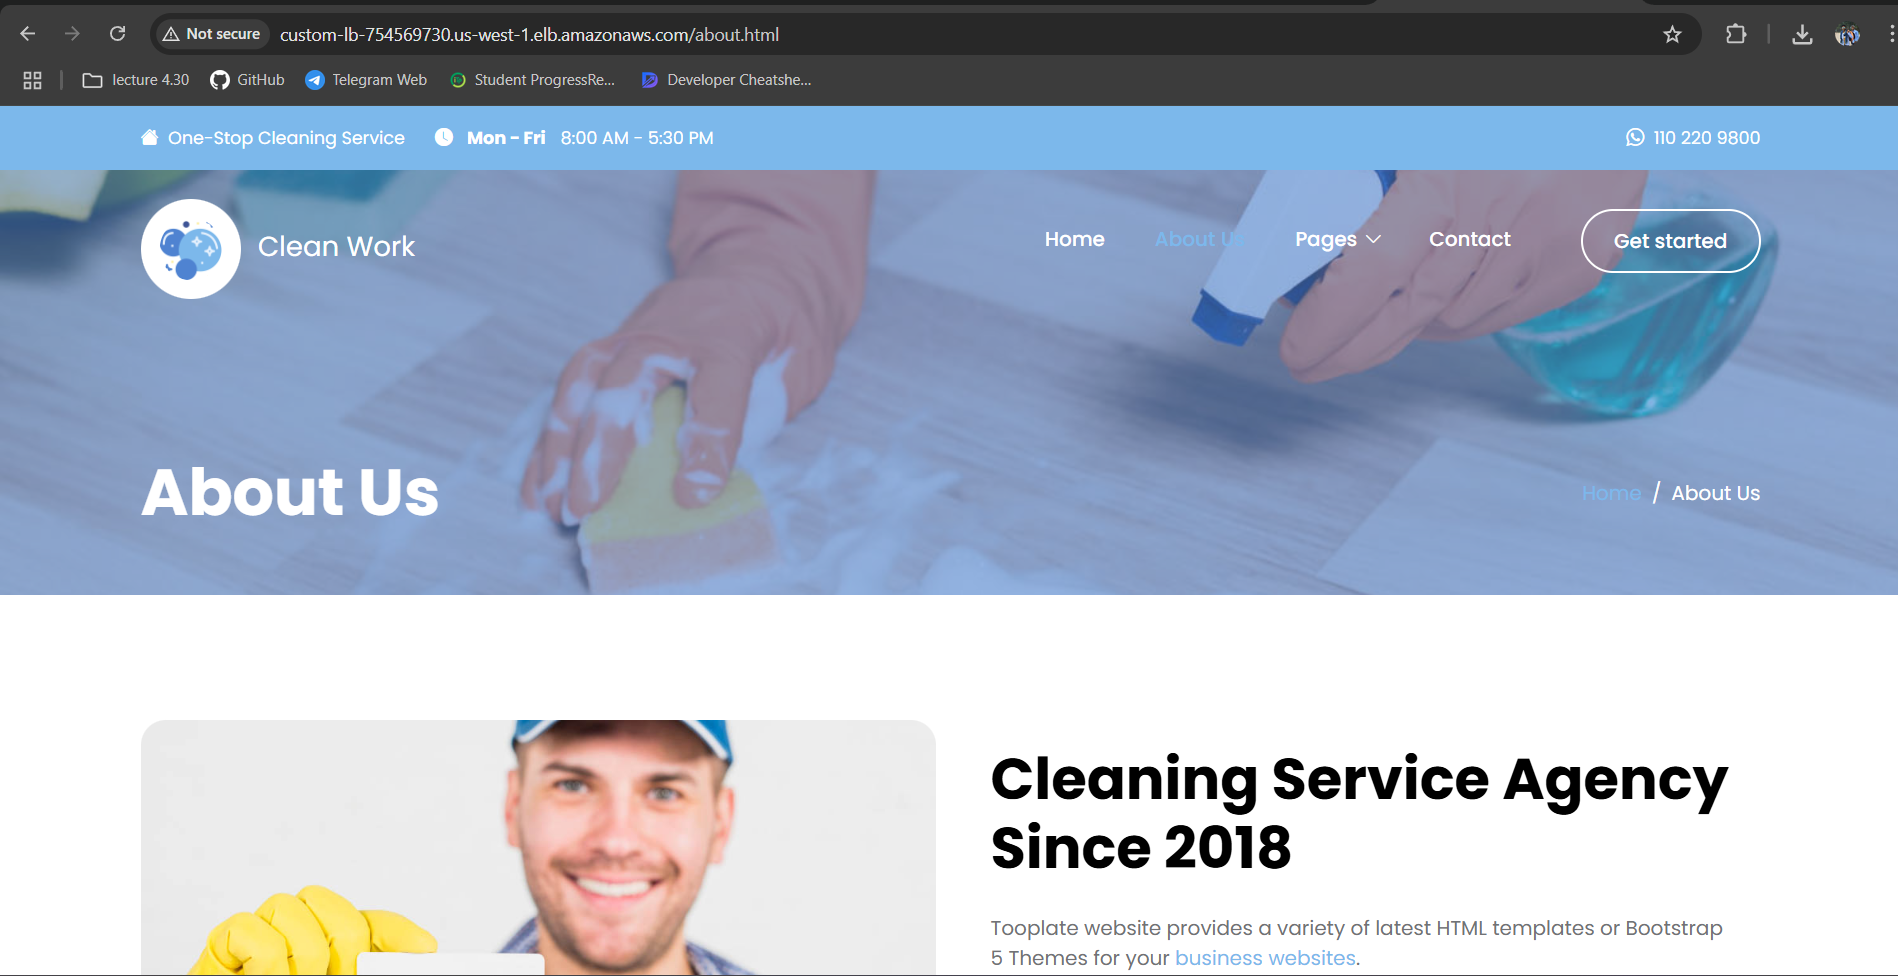 Not secure custom-lb-754569730.us-west-1.elb.amazonaws.com/about.html
lecture 4.30 GitHub Telegram Web Student ProgressRe... Developer Cheatshe...
One-Stop Cleaning Service Mon - Fri 8:00 AM - 5:30 PM 110 220 9800
Clean Work Home About Us Pages Contact Get started
About Us Home / About Us
Cleaning Service Agency
Since 2018
Tooplate website provides a variety of latest HTML templates or Bootstrap
5 Themes for your business websites.